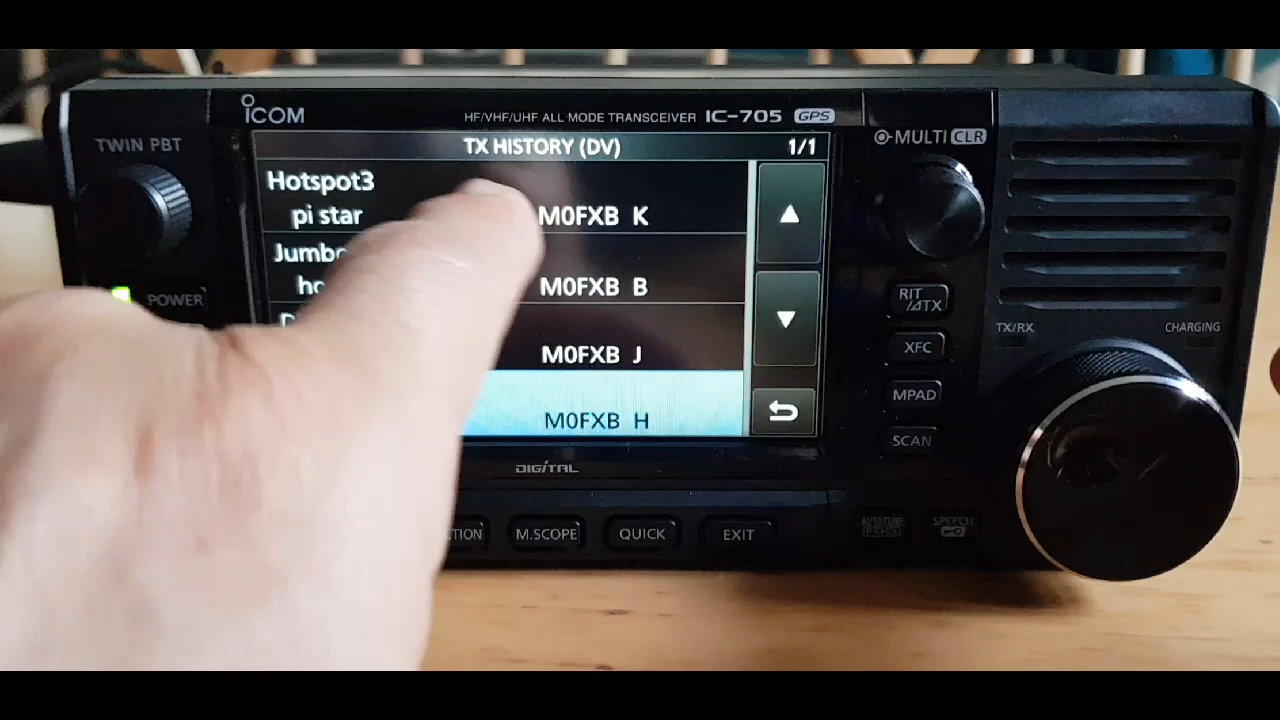 ICOM
HF/VHF/UHF ALL MODE TRANSCEIVER IC-705 GPS
TWIN PBT
TX HISTORY (DV) 1/1
MULTI CLR
Hotspot3
pi star M0FXB K
M0FXB B
POWER
RIT
/⊿TX
TX/RX
CHARGING
XFC
M0FXB J
MPAD
M0FXB H
SCAN
DIGITAL
M.SCOPE
QUICK
EXIT
SPEECH